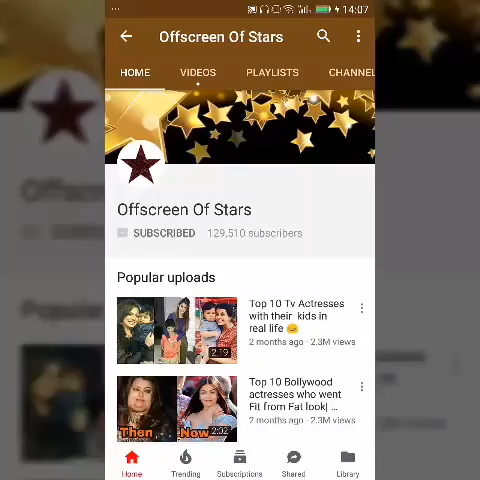 14:07
Offscreen Of Stars
HOME VIDEOS PLAYLISTS CHANNEL
Offscreen Of Stars
SUBSCRIBED 129,510 subscribers
Popular uploads
Top 10 Tv Actresses
with their kids in
real life 😊
2 months ago · 2.3M views
2:19
Top 10 Bollywood
actresses who went
Fit from Fat look| ...
2 months ago · 2.3M views
Then Now 2:02
Home Trending Subscriptions Shared Library